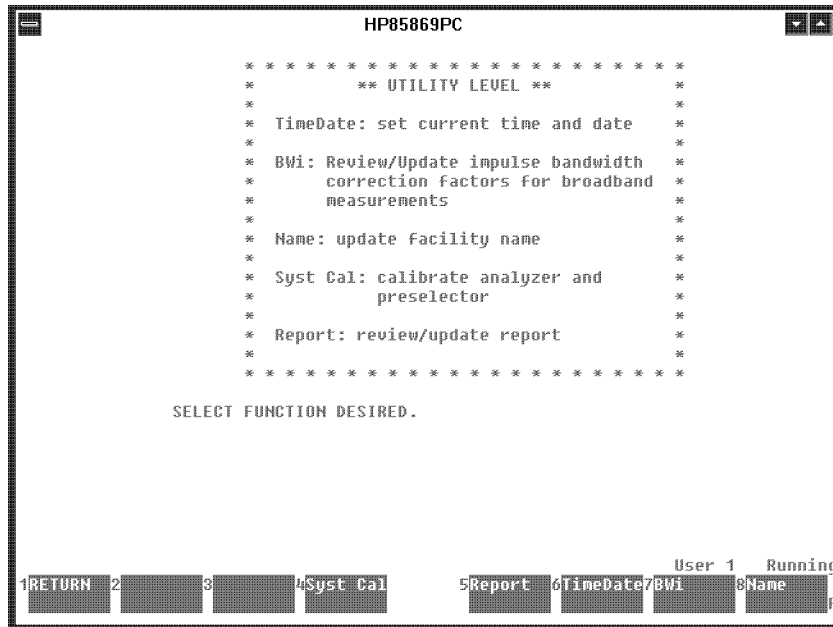 HP85869PC
* * * * * * * * * * * * * * * * * * * * * *
* ** UTILITY LEVEL ** *
* *
* TimeDate: set current time and date *
* *
* BWi: Review/Update impulse bandwidth *
* correction factors for broadband *
* measurements *
* *
* Name: update facility name *
* *
* Syst Cal: calibrate analyzer and *
* preselector *
* *
* Report: review/update report *
* *
* * * * * * * * * * * * * * * * * * * * * *
SELECT FUNCTION DESIRED.
User 1 Running
1RETURN 2 3 4Syst Cal 5Report 6TimeDate 7BWi 8Name